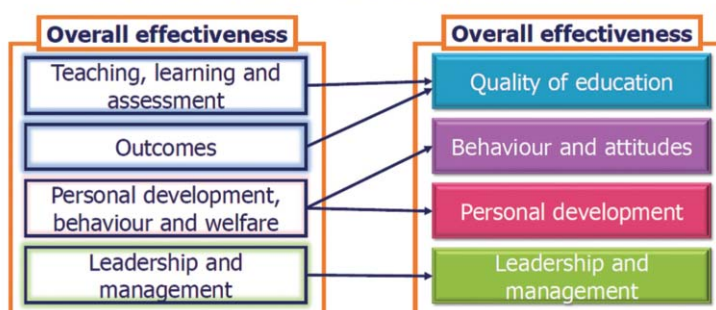 Overall effectiveness
Teaching, learning and
assessment
Outcomes
Personal development,
behaviour and welfare
Leadership and
management
Overall effectiveness
Quality of education
Behaviour and attitudes
Personal development
Leadership and
management